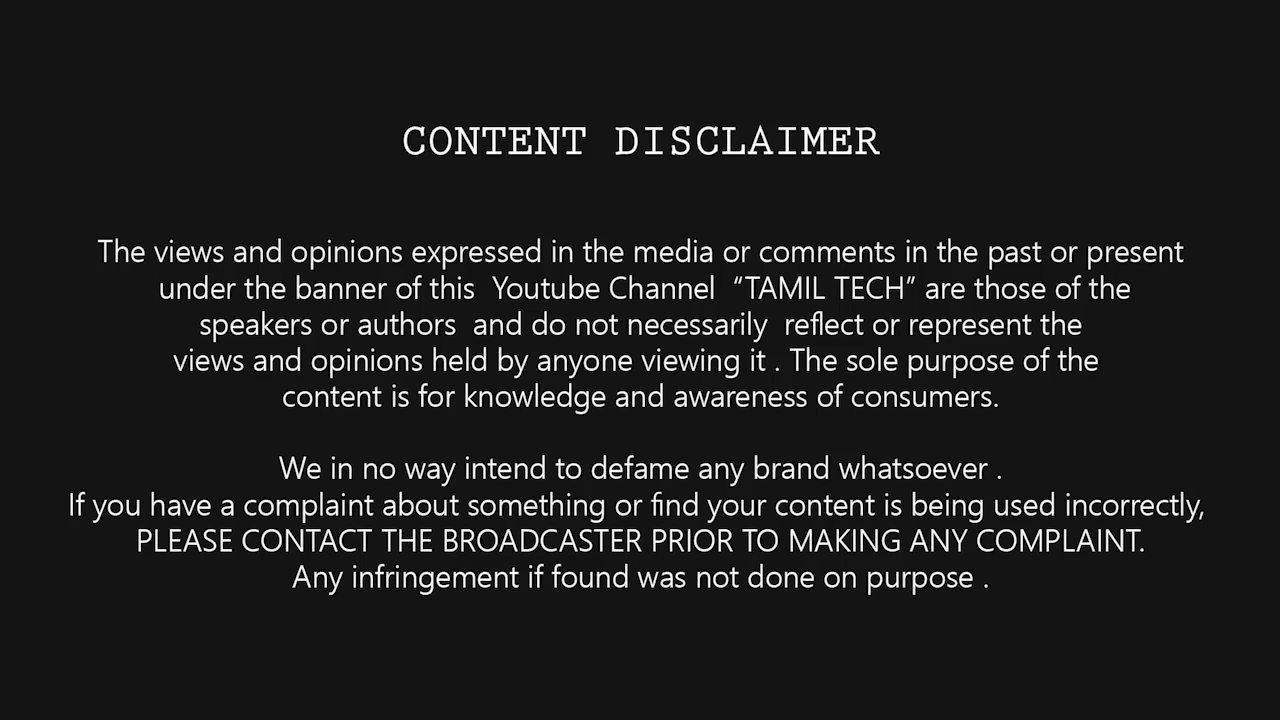 CONTENT DISCLAIMER
The views and opinions expressed in the media or comments in the past or present
under the banner of this  Youtube Channel  “TAMIL TECH” are those of the
speakers or authors  and do not necessarily  reflect or represent the
views and opinions held by anyone viewing it . The sole purpose of the
content is for knowledge and awareness of consumers.
We in no way intend to defame any brand whatsoever .
If you have a complaint about something or find your content is being used incorrectly,
PLEASE CONTACT THE BROADCASTER PRIOR TO MAKING ANY COMPLAINT.
Any infringement if found was not done on purpose .